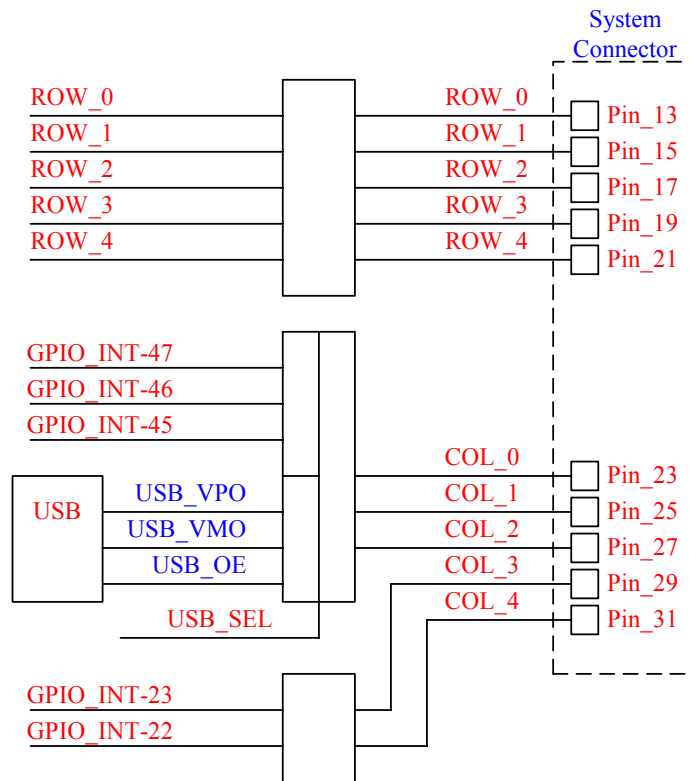 System
Connector
ROW_0 ROW_0 Pin_13
ROW_1 ROW_1 Pin_15
ROW_2 ROW_2 Pin_17
ROW_3 ROW_3 Pin_19
ROW_4 ROW_4 Pin_21
GPIO_INT-47
GPIO_INT-46
GPIO_INT-45
COL_0 Pin_23
USB USB_VPO COL_1 Pin_25
USB_VMO COL_2 Pin_27
USB_OE COL_3 Pin_29
USB_SEL COL_4 Pin_31
GPIO_INT-23
GPIO_INT-22